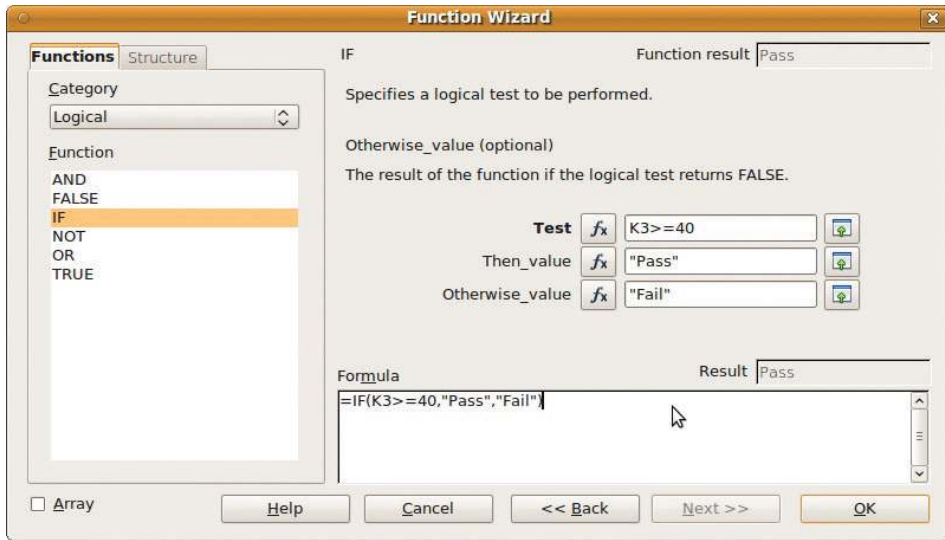 Function Wizard
Functions
Structure
Category
Logical
Function
AND
FALSE
IF
NOT
OR
TRUE
IF
Function result
Pass
Specifies a logical test to be performed.
Otherwise_value (optional)
The result of the function if the logical test returns FALSE.
Test
fx
K3>=40
Then_value
fx
"Pass"
Otherwise_value
fx
"Fail"
Formula
Result
Pass
=IF(K3>=40,"Pass","Fail")
Array
Help
Cancel
<< Back
Next >>
OK